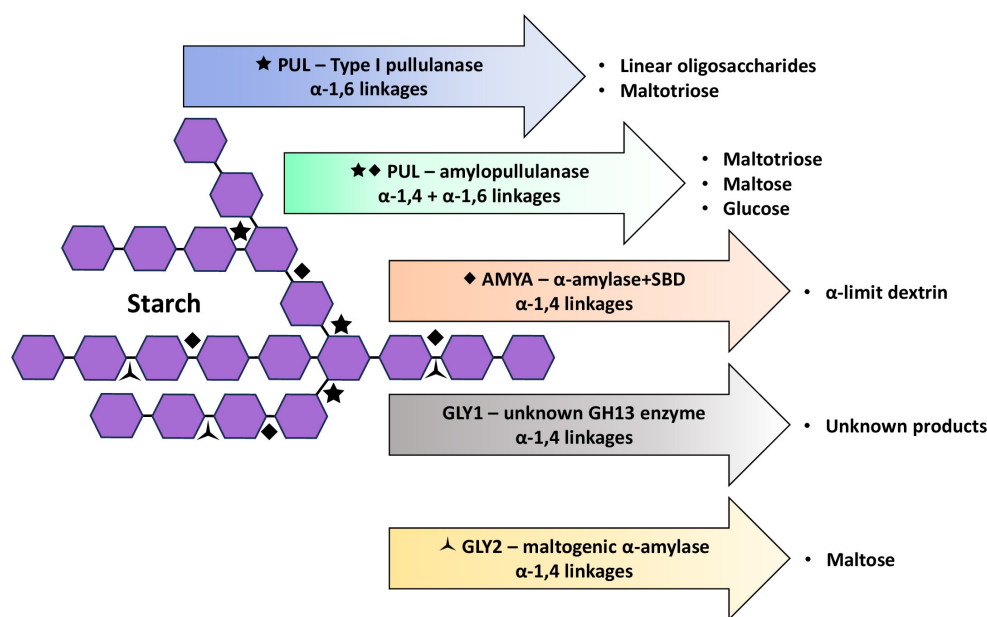 ★ PUL – Type I pullulanase
α-1,6 linkages
• Linear oligosaccharides
• Maltotriose
★◆ PUL – amylopullulanase
α-1,4 + α-1,6 linkages
• Maltotriose
• Maltose
• Glucose
Starch
◆ AMYA – α-amylase+SBD
α-1,4 linkages
• α-limit dextrin
GLY1 – unknown GH13 enzyme
α-1,4 linkages
• Unknown products
GLY2 – maltogenic α-amylase
α-1,4 linkages
• Maltose